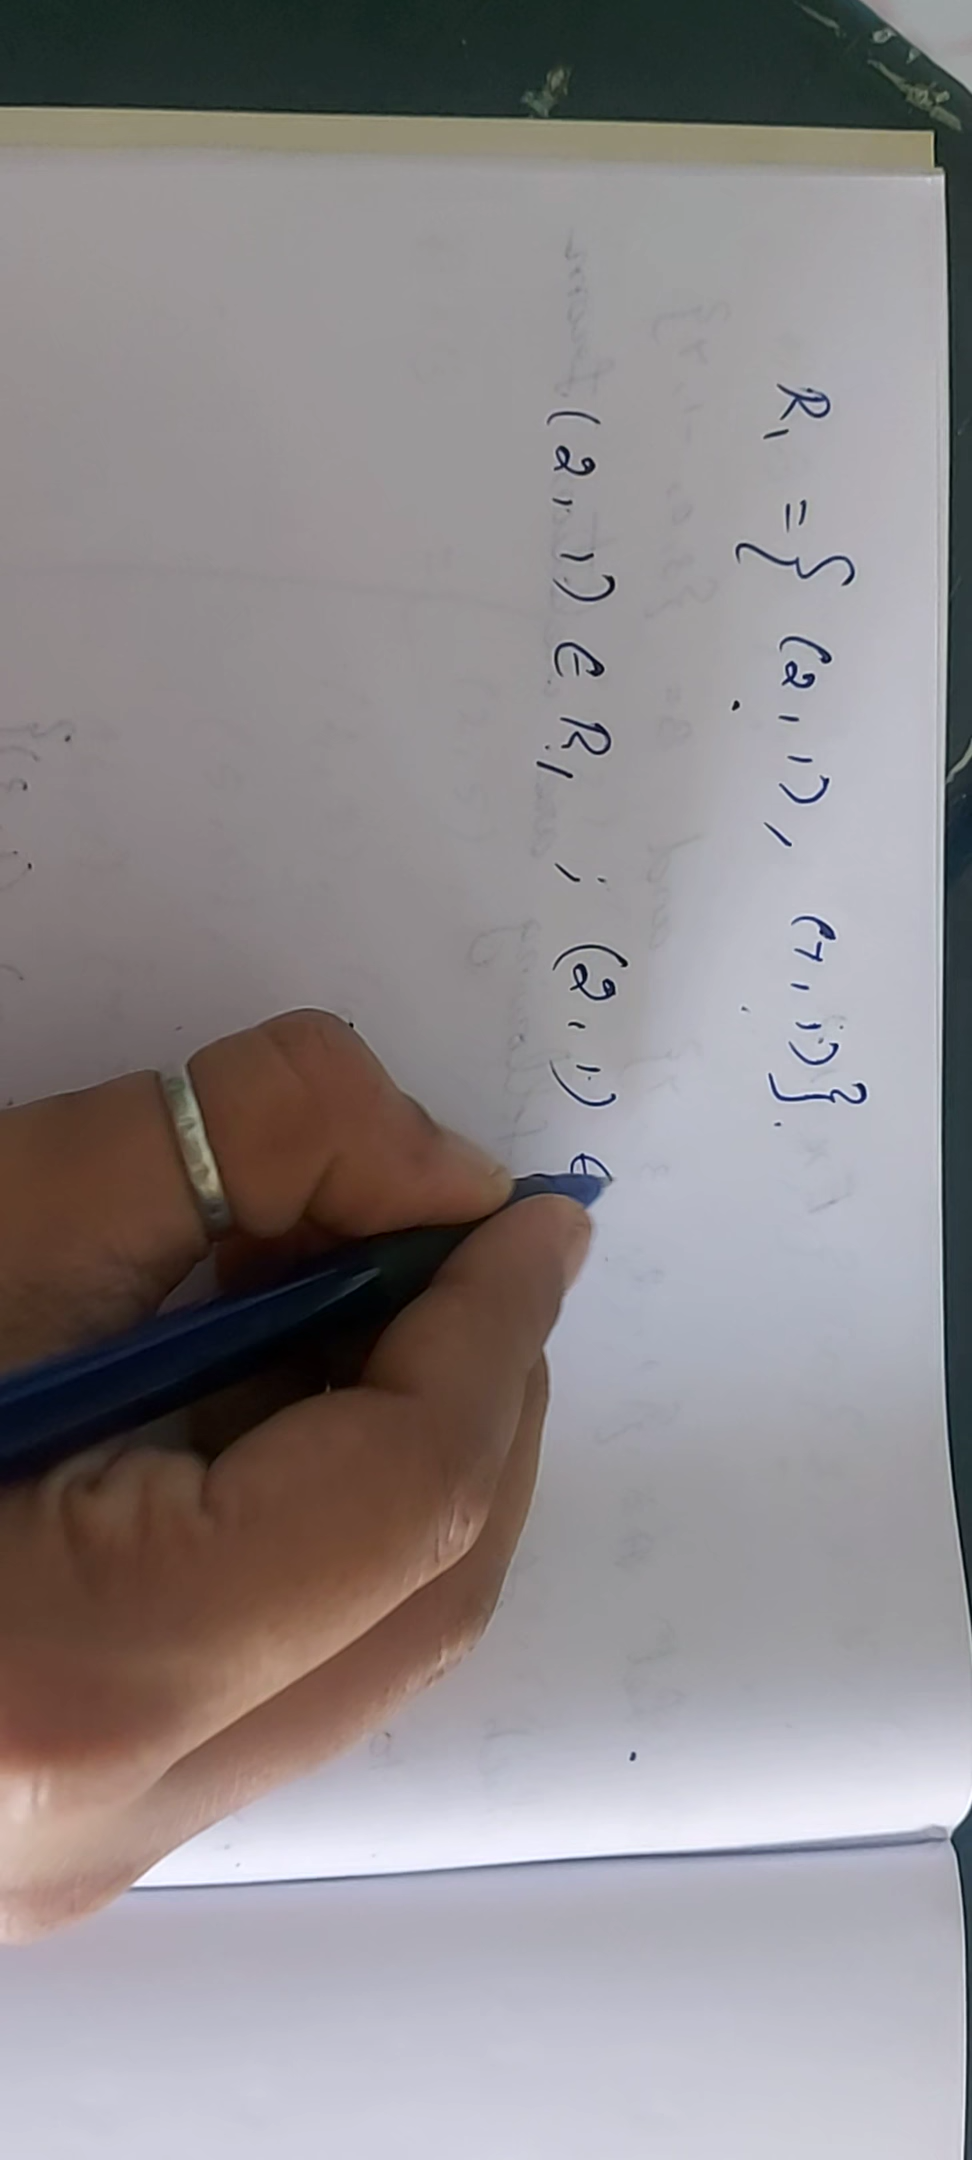 R₁ = { (2, 1), (7, 1)}.
(2, 1) ∈ R₁ ; (2, 1) ∈